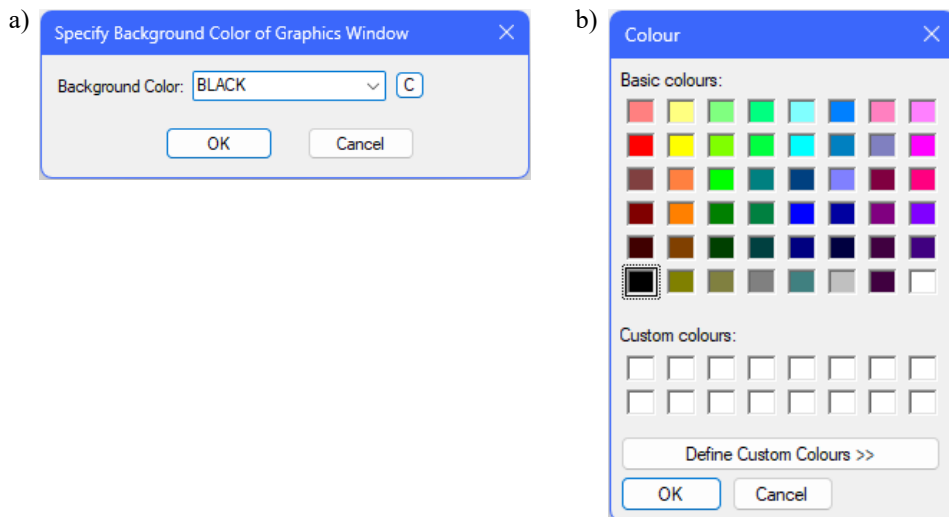 a)
Specify Background Color of Graphics Window
Background Color: BLACK C
OK Cancel
b)
Colour
Basic colours:
Custom colours:
Define Custom Colours >>
OK Cancel